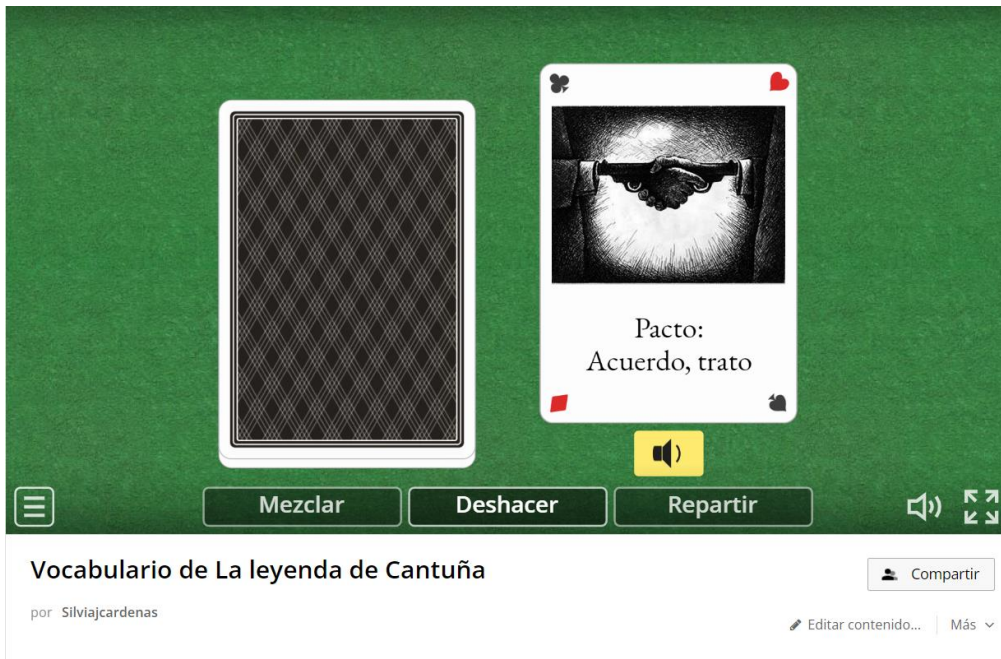 Pacto:
Acuerdo, trato
Mezclar
Deshacer
Repartir
Vocabulario de La leyenda de Cantuña
Compartir
por Silviajcardenas
Editar contenido...
Más